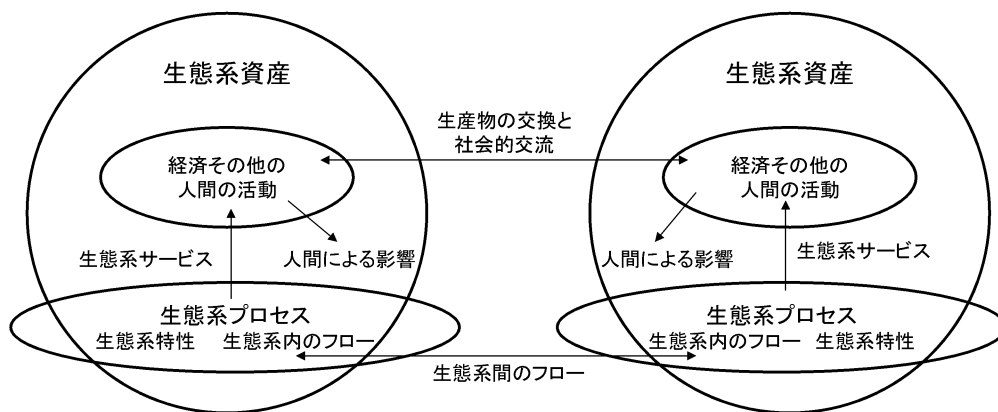 生態系資産
生態系資産
生産物の交換と
社会的交流
経済その他の
人間の活動
経済その他の
人間の活動
生態系サービス
人間による影響
人間による影響
生態系サービス
生態系プロセス
生態系特性 生態系内のフロー
生態系プロセス
生態系内のフロー 生態系特性
生態系間のフロー